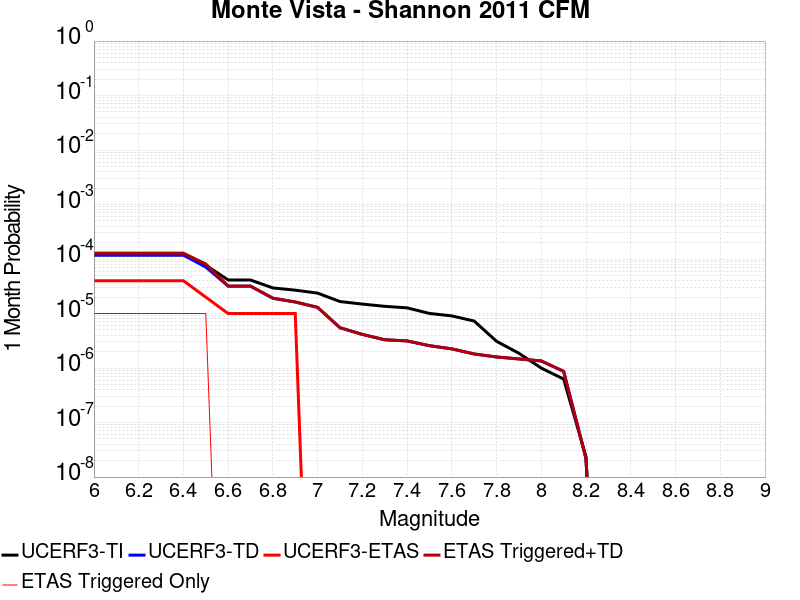 Monte Vista - Shannon 2011 CFM
1 Month Probability
10^0
10^-1
10^-2
10^-3
10^-4
10^-5
10^-6
10^-7
10^-8
6 6.2 6.4 6.6 6.8 7 7.2 7.4 7.6 7.8 8 8.2 8.4 8.6 8.8 9
Magnitude
UCERF3-TI UCERF3-TD UCERF3-ETAS ETAS Triggered+TD
ETAS Triggered Only